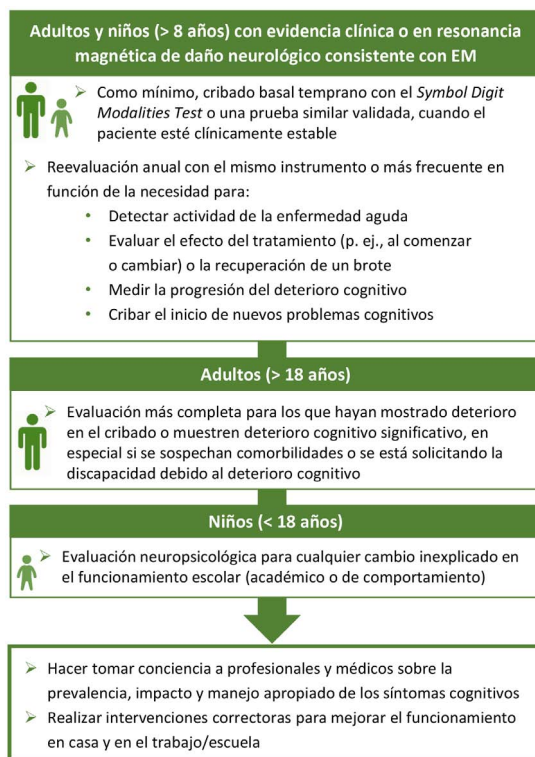 Adultos y niños (> 8 años) con evidencia clínica o en resonancia
magnética de daño neurológico consistente con EM
➢ Como mínimo, cribado basal temprano con el Symbol Digit
Modalities Test o una prueba similar validada, cuando el
paciente esté clínicamente estable
➢ Reevaluación anual con el mismo instrumento o más frecuente en
función de la necesidad para:
• Detectar actividad de la enfermedad aguda
• Evaluar el efecto del tratamiento (p. ej., al comenzar
o cambiar) o la recuperación de un brote
• Medir la progresión del deterioro cognitivo
• Cribar el inicio de nuevos problemas cognitivos
Adultos (> 18 años)
➢ Evaluación más completa para los que hayan mostrado deterioro
en el cribado o muestren deterioro cognitivo significativo, en
especial si se sospechan comorbilidades o se está solicitando la
discapacidad debido al deterioro cognitivo
Niños (< 18 años)
➢ Evaluación neuropsicológica para cualquier cambio inexplicado en
el funcionamiento escolar (académico o de comportamiento)
➢ Hacer tomar conciencia a profesionales y médicos sobre la
prevalencia, impacto y manejo apropiado de los síntomas cognitivos
➢ Realizar intervenciones correctoras para mejorar el funcionamiento
en casa y en el trabajo/escuela